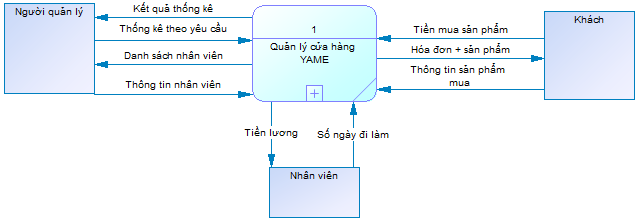 Người quản lý
Kết quả thống kê
Thống kê theo yêu cầu
Danh sách nhân viên
Thông tin nhân viên
1
Quản lý cửa hàng
YAME
Tiền mua sản phẩm
Hóa đơn + sản phẩm
Thông tin sản phẩm
mua
Khách
Tiền lương
Số ngày đi làm
Nhân viên